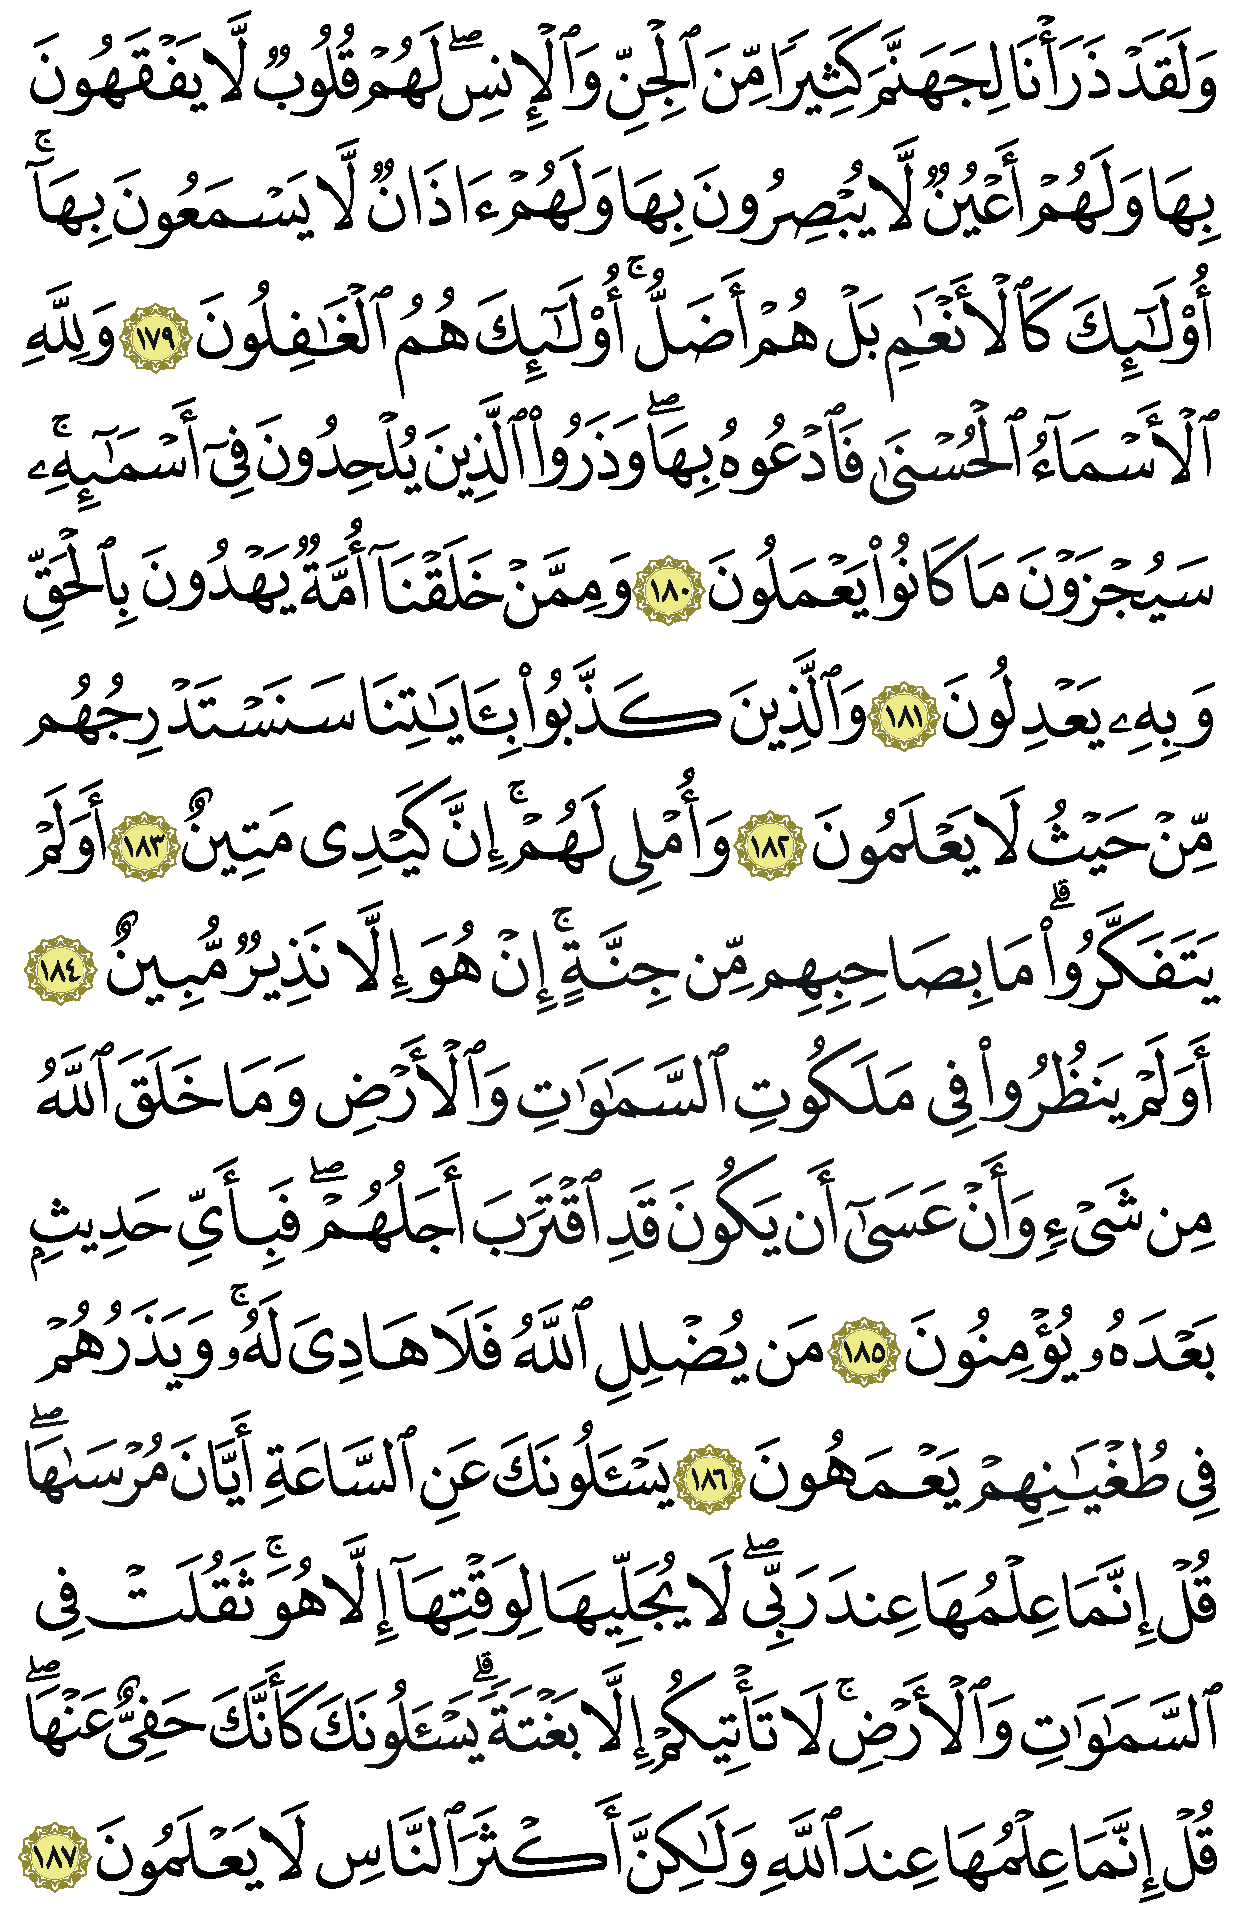 وَلَقَدْ ذَرَأْنَا لِجَهَنَّمَ كَثِيرًا مِّنَ ٱلْجِنِّ وَٱلْإِنسِ ۖ لَهُمْ قُلُوبٌ لَّا يَفْقَهُونَ
بِهَا وَلَهُمْ أَعْيُنٌ لَّا يُبْصِرُونَ بِهَا وَلَهُمْ ءَاذَانٌ لَّا يَسْمَعُونَ بِهَآ ۚ
أُو۟لَـٰٓئِكَ كَٱلْأَنْعَـٰمِ بَلْ هُمْ أَضَلُّ ۚ أُو۟لَـٰٓئِكَ هُمُ ٱلْغَـٰفِلُونَ ١٧٩ وَلِلَّهِ
ٱلْأَسْمَآءُ ٱلْحُسْنَىٰ فَٱدْعُوهُ بِهَا ۖ وَذَرُوا۟ ٱلَّذِينَ يُلْحِدُونَ فِىٓ أَسْمَـٰٓئِهِۦ ۚ
سَيُجْزَوْنَ مَا كَانُوا۟ يَعْمَلُونَ ١٨٠ وَمِمَّنْ خَلَقْنَآ أُمَّةٌ يَهْدُونَ بِٱلْحَقِّ
وَبِهِۦ يَعْدِلُونَ ١٨١ وَٱلَّذِينَ كَذَّبُوا۟ بِـَٔايَـٰتِنَا سَنَسْتَدْرِجُهُم
مِّنْ حَيْثُ لَا يَعْلَمُونَ ١٨٢ وَأُمْلِى لَهُمْ ۚ إِنَّ كَيْدِى مَتِينٌ ١٨٣ أَوَلَمْ
يَتَفَكَّرُوا۟ ۗ مَا بِصَاحِبِهِم مِّن جِنَّةٍ ۚ إِنْ هُوَ إِلَّا نَذِيرٌ مُّبِينٌ ١٨٤
أَوَلَمْ يَنظُرُوا۟ فِى مَلَكُوتِ ٱلسَّمَـٰوَٰتِ وَٱلْأَرْضِ وَمَا خَلَقَ ٱللَّهُ
مِن شَىْءٍ وَأَنْ عَسَىٰٓ أَن يَكُونَ قَدِ ٱقْتَرَبَ أَجَلُهُمْ ۖ فَبِأَىِّ حَدِيثٍۭ
بَعْدَهُۥ يُؤْمِنُونَ ١٨٥ مَن يُضْلِلِ ٱللَّهُ فَلَا هَادِىَ لَهُۥ ۚ وَيَذَرُهُمْ
فِى طُغْيَـٰنِهِمْ يَعْمَهُونَ ١٨٦ يَسْـَٔلُونَكَ عَنِ ٱلسَّاعَةِ أَيَّانَ مُرْسَىٰهَا ۖ
قُلْ إِنَّمَا عِلْمُهَا عِندَ رَبِّى ۖ لَا يُجَلِّيهَا لِوَقْتِهَآ إِلَّا هُوَ ۚ ثَقُلَتْ فِى
ٱلسَّمَـٰوَٰتِ وَٱلْأَرْضِ ۚ لَا تَأْتِيكُمْ إِلَّا بَغْتَةً ۗ يَسْـَٔلُونَكَ كَأَنَّكَ حَفِىٌّ عَنْهَا ۖ
قُلْ إِنَّمَا عِلْمُهَا عِندَ ٱللَّهِ وَلَـٰكِنَّ أَكْثَرَ ٱلنَّاسِ لَا يَعْلَمُونَ ١٨٧